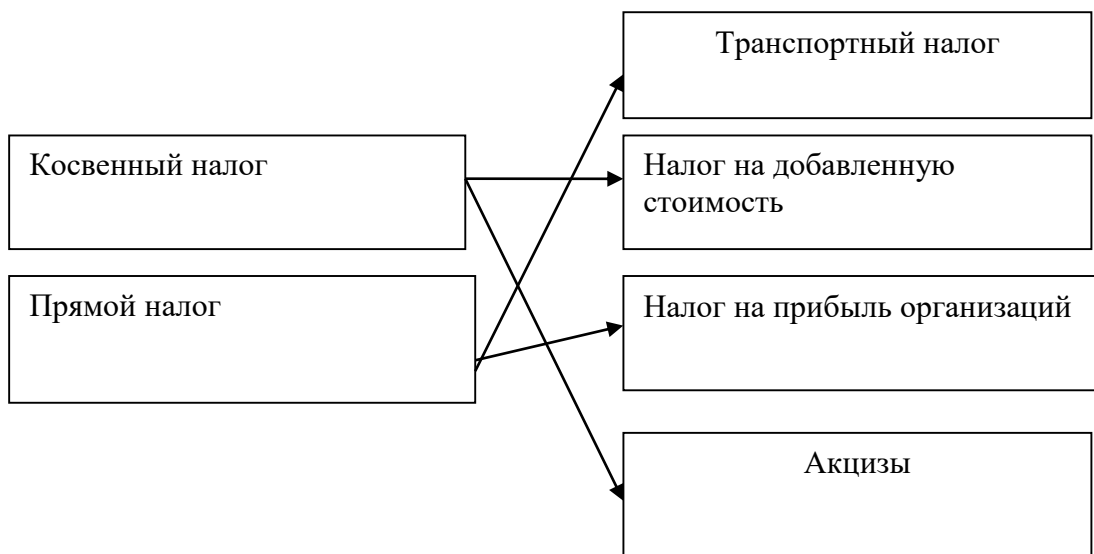 Транспортный налог
Косвенный налог
Налог на добавленную
стоимость
Прямой налог
Налог на прибыль организаций
Акцизы